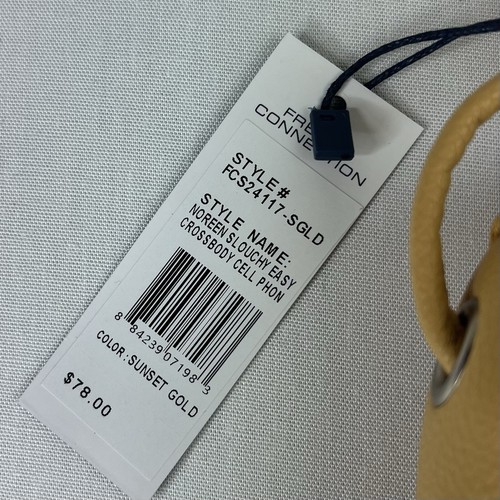 CONNECTION
STYLE#
FCS24117-SGLD
STYLE NAME:
NOREEN SLOUCHY EASY
CROSSBODY CELL PHON
8 84239 07198 3
COLOR: SUNSET GOLD
$78.00